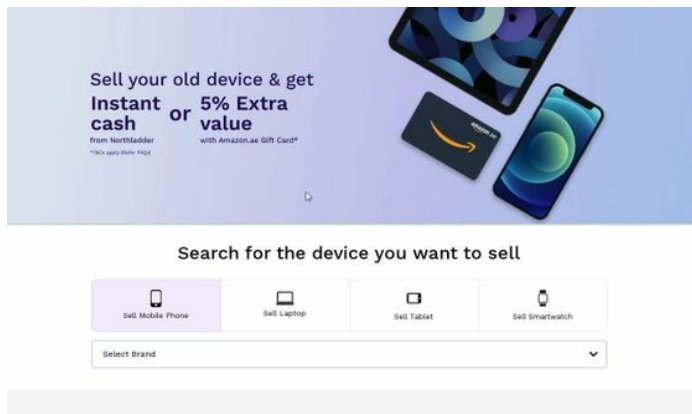 Sell your old device & get
Instant cash or 5% Extra value
from Northladder with Amazon.ae Gift Card*
*T&Cs apply (Refer FAQs)
amazon.ae
Search for the device you want to sell
Sell Mobile Phone Sell Laptop Sell Tablet Sell Smartwatch
Select Brand